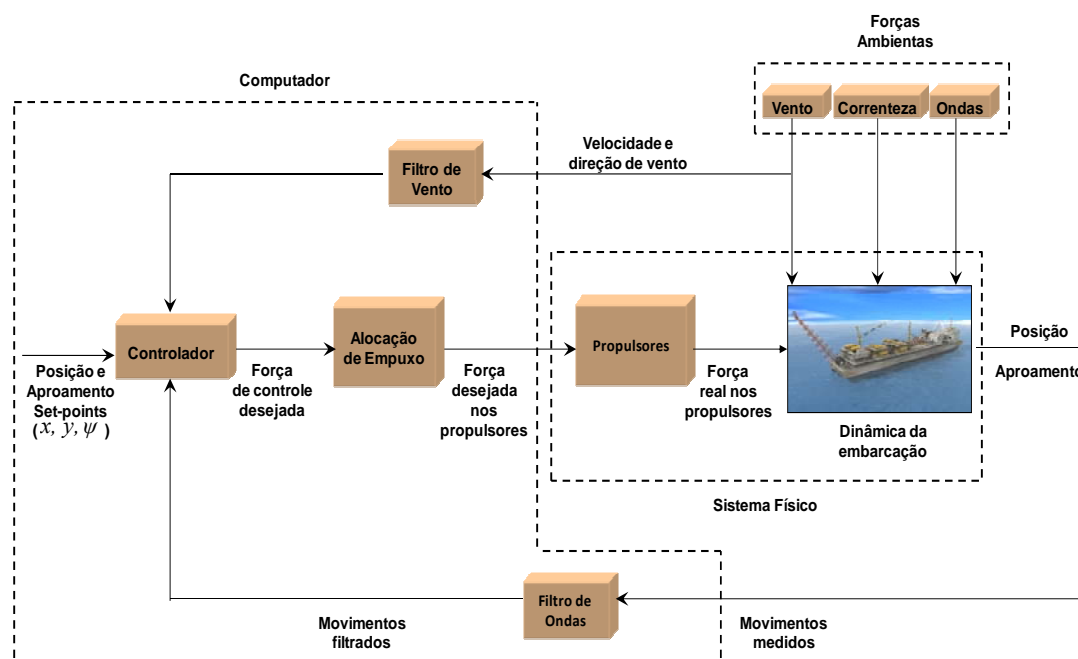 Forças
Ambientas
Computador
Vento
Correnteza
Ondas
Velocidade e
direção de vento
Filtro de
Vento
Controlador
Alocação
de Empuxo
Propulsores
Posição
Aproamento
Posição e
Aproamento
Set-points
(x, y, ψ )
Força
de controle
desejada
Força
desejada
nos
propulsores
Força
real nos
propulsores
Dinâmica da
embarcação
Sistema Físico
Filtro de
Ondas
Movimentos
filtrados
Movimentos
medidos